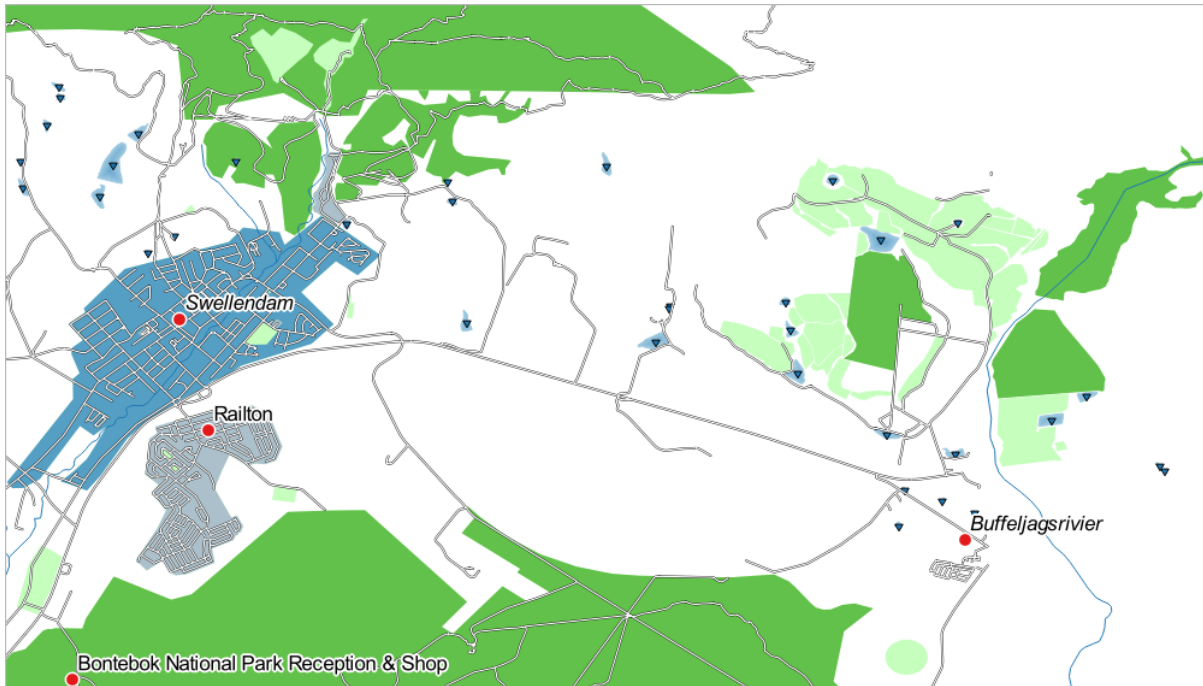 Swellendam
Railton
Buffeljagsrivier
Bontebok National Park Reception & Shop